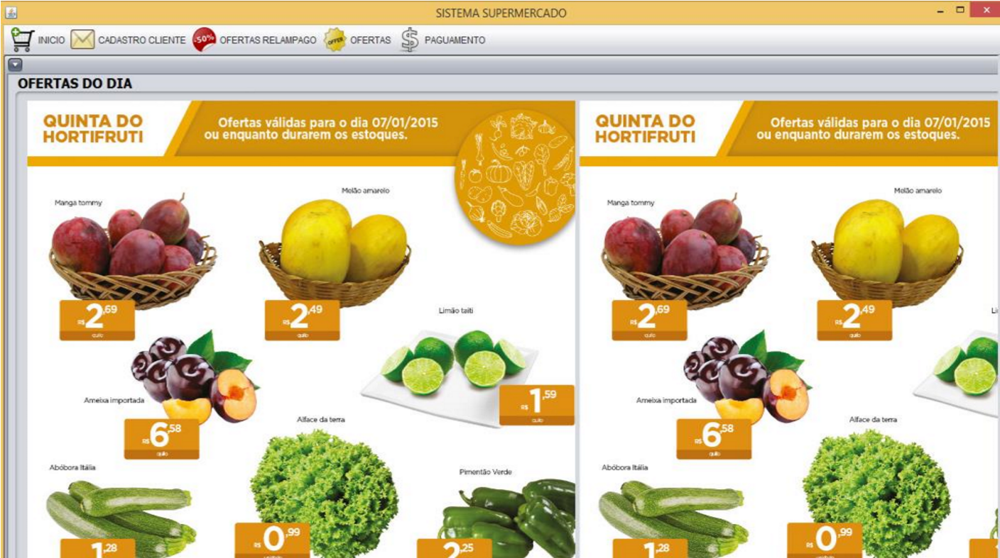 SISTEMA SUPERMERCADO
INICIO CADASTRO CLIENTE -50% OFERTAS RELAMPAGO OFFER OFERTAS $ PAGUAMENTO
OFERTAS DO DIA
QUINTA DO
HORTIFRUTI
Ofertas válidas para o dia 07/01/2015
ou enquanto durarem os estoques.
Manga tommy
Melão amarelo
R$ 2,69
quilo
R$ 2,49
quilo
Limão taiti
R$ 1,59
quilo
Ameixa importada
R$ 6,58
quilo
Alface da terra
Abóbora Itália
Pimentão Verde
R$ 0,99
1,28
2,25
QUINTA DO
HORTIFRUTI
Ofertas válidas para o dia 07/01/2015
ou enquanto durarem os estoques.
Manga tommy
Melão amarelo
R$ 2,69
quilo
R$ 2,49
quilo
Li
Ameixa importada
R$ 6,58
quilo
Alface da terra
Abóbora Itália
R$ 0,99
1,28